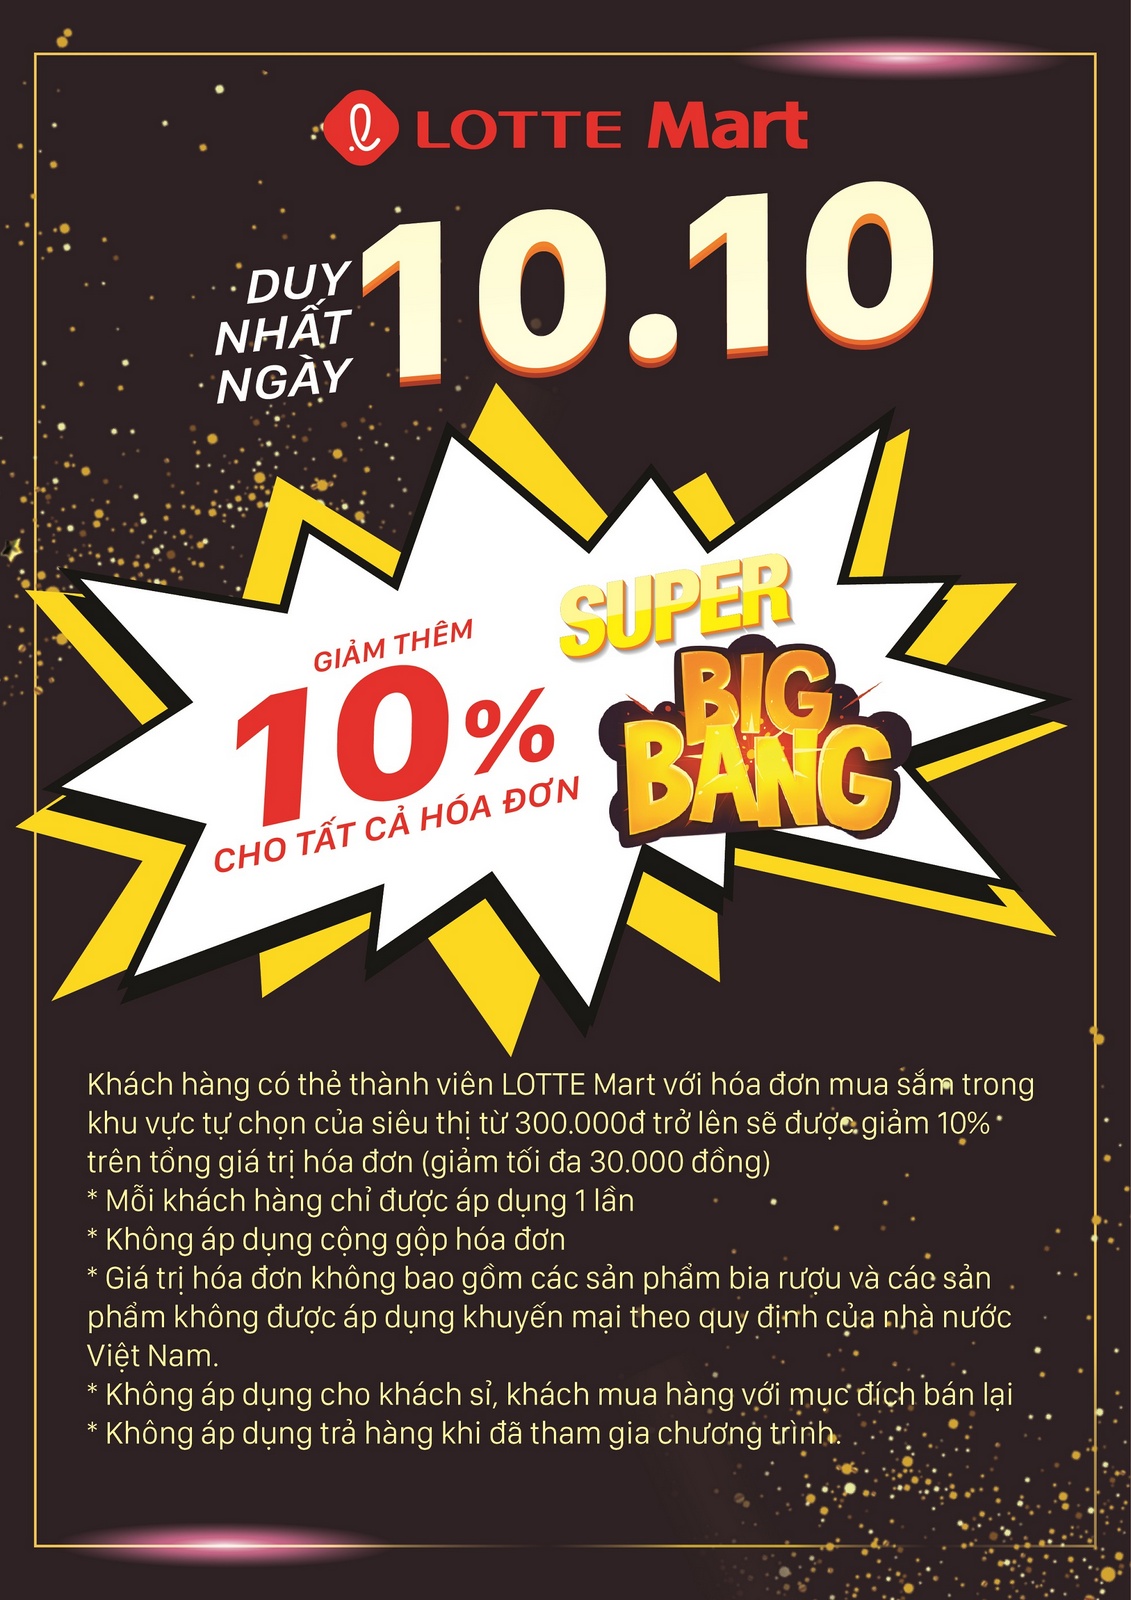 LOTTE Mart
DUY
NHẤT
NGÀY
10.10
GIẢM THÊM
10%
CHO TẤT CẢ HÓA ĐƠN
SUPER
BIG
BANG
Khách hàng có thẻ thành viên LOTTE Mart với hóa đơn mua sắm trong
khu vực tự chọn của siêu thị từ 300.000đ trở lên sẽ được giảm 10%
trên tổng giá trị hóa đơn (giảm tối đa 30.000 đồng)
* Mỗi khách hàng chỉ được áp dụng 1 lần
* Không áp dụng cộng gộp hóa đơn
* Giá trị hóa đơn không bao gồm các sản phẩm bia rượu và các sản
phẩm không được áp dụng khuyến mại theo quy định của nhà nước
Việt Nam.
* Không áp dụng cho khách sỉ, khách mua hàng với mục đích bán lại
* Không áp dụng trả hàng khi đã tham gia chương trình.